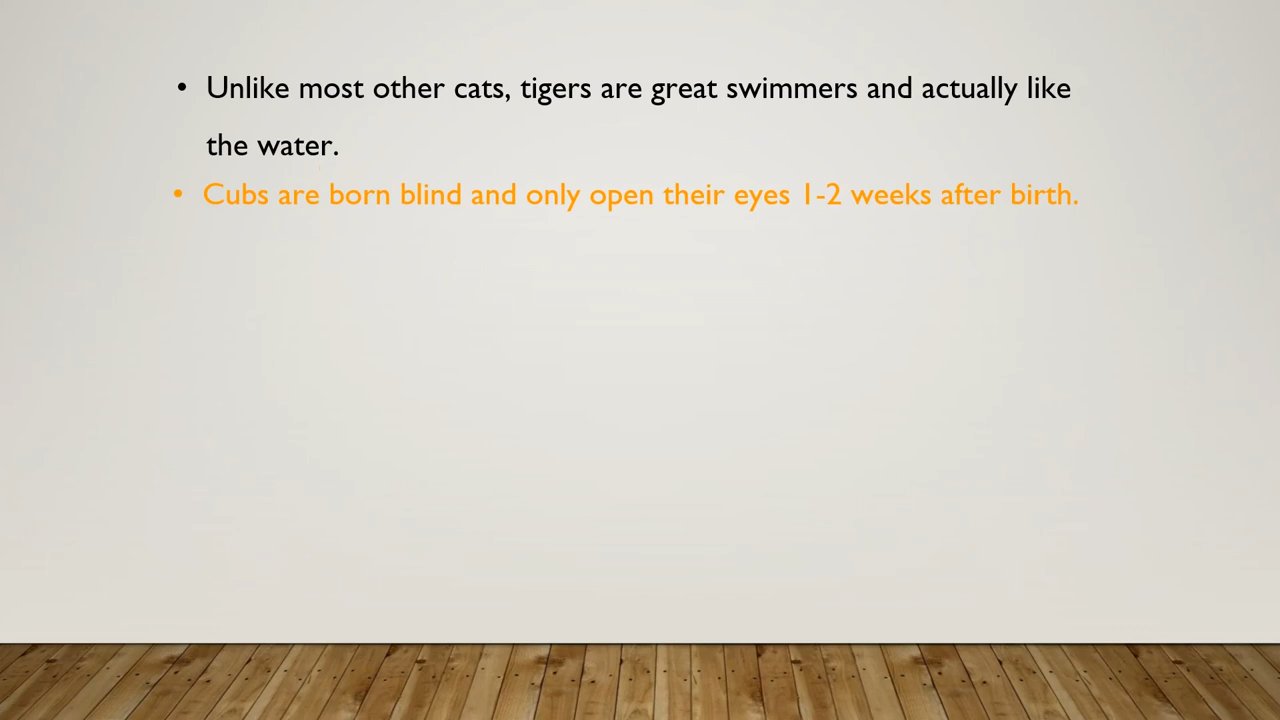 • Unlike most other cats, tigers are great swimmers and actually like
the water.
• Cubs are born blind and only open their eyes 1-2 weeks after birth.